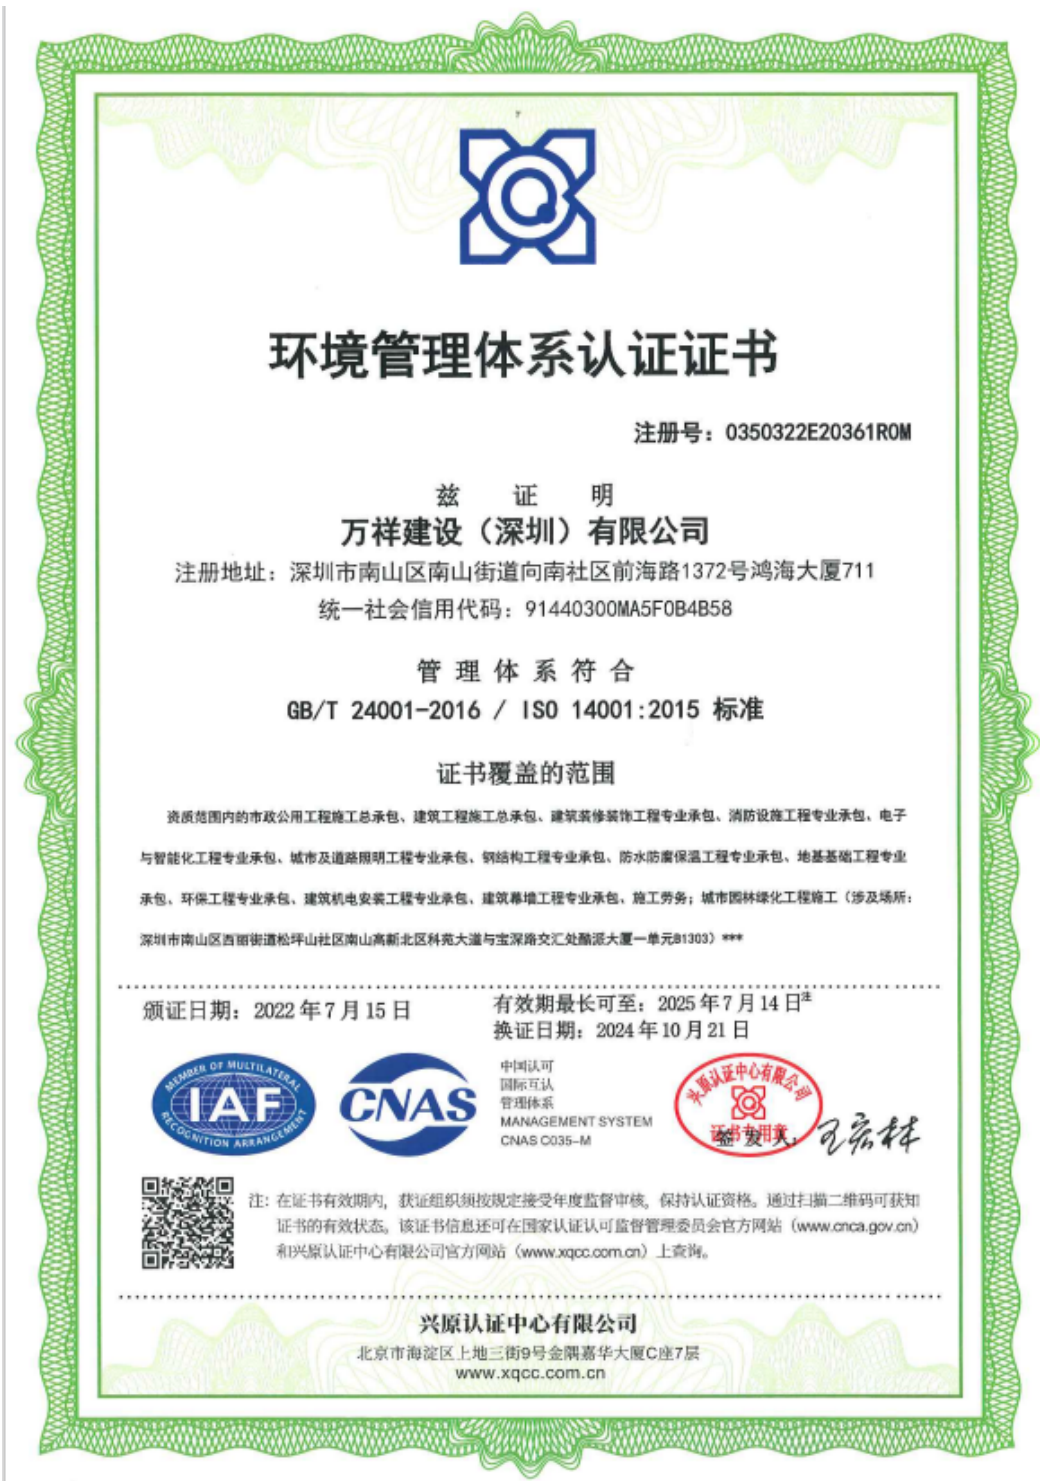 环境管理体系认证证书
注册号：0350322E20361R0M
兹 证 明
万祥建设（深圳）有限公司
注册地址：深圳市南山区南山街道向南社区前海路1372号鸿海大厦711
统一社会信用代码：91440300MA5F0B4B58
管理体系符合
GB/T 24001-2016 / ISO 14001:2015 标准
证书覆盖的范围
资质范围内的市政公用工程施工总承包、建筑工程施工总承包、建筑装修装饰工程专业承包、消防设施工程专业承包、电子
与智能化工程专业承包、城市及道路照明工程专业承包、钢结构工程专业承包、防水防腐保温工程专业承包、地基基础工程专业
承包、环保工程专业承包、建筑机电安装工程专业承包、建筑幕墙工程专业承包、施工劳务；城市园林绿化工程施工（涉及场所：
深圳市南山区西丽街道松坪山社区南山高新北区科苑大道与宝深路交汇处酷派大厦一单元B1303）***
颁证日期：2022年7月15日
有效期最长可至：2025年7月14日注
换证日期：2024年10月21日
MEMBER OF MULTILATERAL
IAF
RECOGNITION ARRANGEMENT
CNAS
中国认可
国际互认
管理体系
MANAGEMENT SYSTEM
CNAS C035-M
兴原认证中心有限公司
证书专用章
签发人：王宏林
注：在证书有效期内，获证组织须按规定接受年度监督审核，保持认证资格。通过扫描二维码可获知
证书的有效状态。该证书信息还可在国家认证认可监督管理委员会官方网站（www.cnca.gov.cn）
和兴原认证中心有限公司官方网站（www.xqcc.com.cn）上查询。
兴原认证中心有限公司
北京市海淀区上地三街9号金隅嘉华大厦C座7层
www.xqcc.com.cn